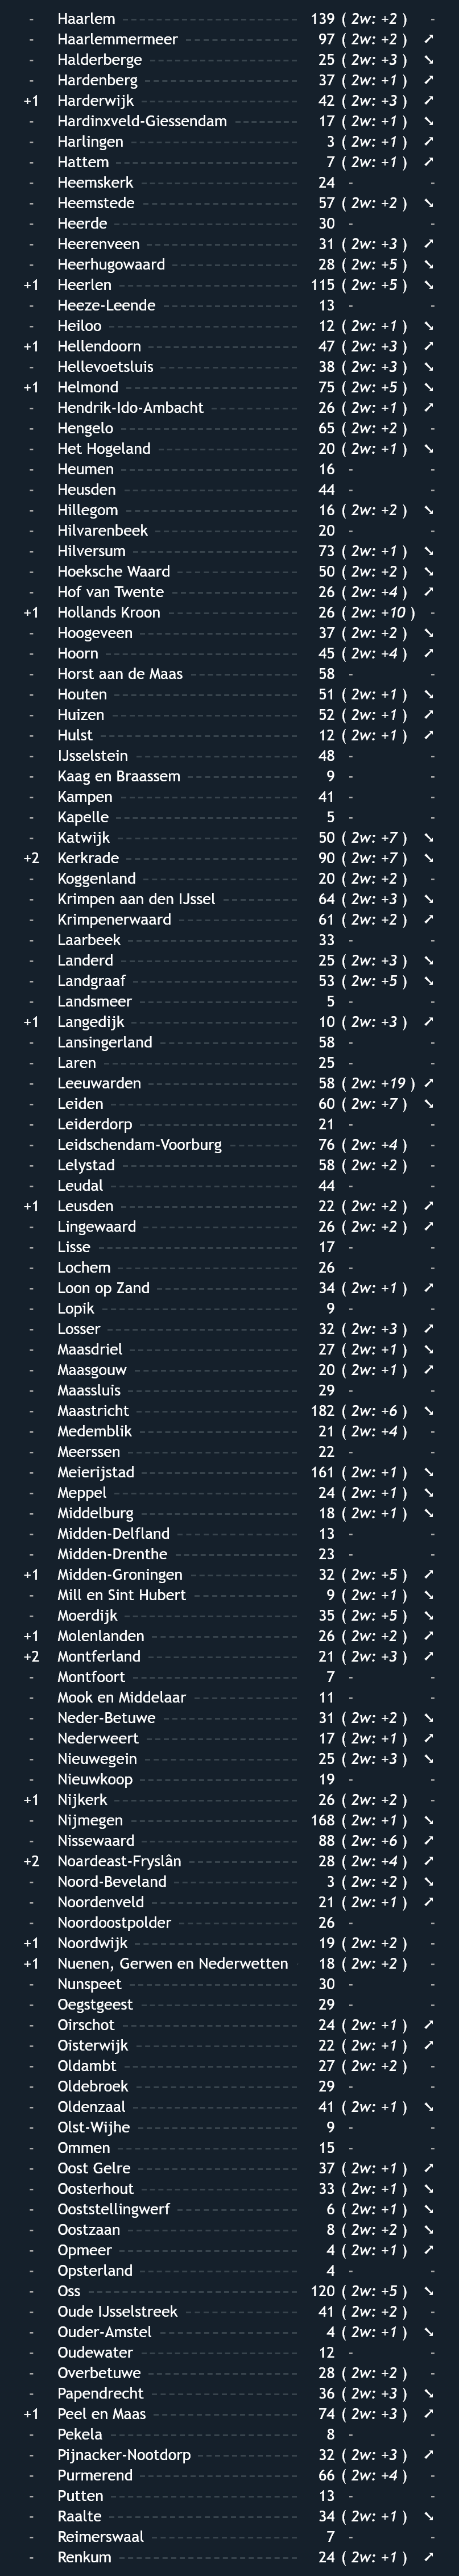 - Haarlem 139 ( 2w: +2 ) -
- Haarlemmermeer 97 ( 2w: +2 ) ➚
- Halderberge 25 ( 2w: +3 ) ➘
- Hardenberg 37 ( 2w: +1 ) ➚
+1 Harderwijk 42 ( 2w: +3 ) ➚
- Hardinxveld-Giessendam 17 ( 2w: +1 ) ➘
- Harlingen 3 ( 2w: +1 ) ➚
- Hattem 7 ( 2w: +1 ) ➚
- Heemskerk 24 - -
- Heemstede 57 ( 2w: +2 ) ➘
- Heerde 30 - -
- Heerenveen 31 ( 2w: +3 ) ➚
- Heerhugowaard 28 ( 2w: +5 ) ➘
+1 Heerlen 115 ( 2w: +5 ) ➘
- Heeze-Leende 13 - -
- Heiloo 12 ( 2w: +1 ) ➘
+1 Hellendoorn 47 ( 2w: +3 ) ➚
- Hellevoetsluis 38 ( 2w: +3 ) ➘
+1 Helmond 75 ( 2w: +5 ) ➘
- Hendrik-Ido-Ambacht 26 ( 2w: +1 ) ➚
- Hengelo 65 ( 2w: +2 ) -
- Het Hogeland 20 ( 2w: +1 ) ➘
- Heumen 16 - -
- Heusden 44 - -
- Hillegom 16 ( 2w: +2 ) ➘
- Hilvarenbeek 20 - -
- Hilversum 73 ( 2w: +1 ) ➘
- Hoeksche Waard 50 ( 2w: +2 ) ➘
- Hof van Twente 26 ( 2w: +4 ) ➚
+1 Hollands Kroon 26 ( 2w: +10 ) -
- Hoogeveen 37 ( 2w: +2 ) ➘
- Hoorn 45 ( 2w: +4 ) ➚
- Horst aan de Maas 58 - -
- Houten 51 ( 2w: +1 ) ➘
- Huizen 52 ( 2w: +1 ) ➚
- Hulst 12 ( 2w: +1 ) ➚
- IJsselstein 48 - -
- Kaag en Braassem 9 - -
- Kampen 41 - -
- Kapelle 5 - -
- Katwijk 50 ( 2w: +7 ) ➘
+2 Kerkrade 90 ( 2w: +7 ) ➘
- Koggenland 20 ( 2w: +2 ) -
- Krimpen aan den IJssel 64 ( 2w: +3 ) ➘
- Krimpenerwaard 61 ( 2w: +2 ) ➚
- Laarbeek 33 - -
- Landerd 25 ( 2w: +3 ) ➘
- Landgraaf 53 ( 2w: +5 ) ➘
- Landsmeer 5 - -
+1 Langedijk 10 ( 2w: +3 ) ➚
- Lansingerland 58 - -
- Laren 25 - -
- Leeuwarden 58 ( 2w: +19 ) ➚
- Leiden 60 ( 2w: +7 ) ➘
- Leiderdorp 21 - -
- Leidschendam-Voorburg 76 ( 2w: +4 ) -
- Lelystad 58 ( 2w: +2 ) -
- Leudal 44 - -
+1 Leusden 22 ( 2w: +2 ) ➚
- Lingewaard 26 ( 2w: +2 ) ➚
- Lisse 17 - -
- Lochem 26 - -
- Loon op Zand 34 ( 2w: +1 ) ➚
- Lopik 9 - -
- Losser 32 ( 2w: +3 ) ➚
- Maasdriel 27 ( 2w: +1 ) ➘
- Maasgouw 20 ( 2w: +1 ) ➚
- Maassluis 29 - -
- Maastricht 182 ( 2w: +6 ) ➘
- Medemblik 21 ( 2w: +4 ) -
- Meerssen 22 - -
- Meierijstad 161 ( 2w: +1 ) ➘
- Meppel 24 ( 2w: +1 ) ➘
- Middelburg 18 ( 2w: +1 ) ➘
- Midden-Delfland 13 - -
- Midden-Drenthe 23 - -
+1 Midden-Groningen 32 ( 2w: +5 ) ➚
- Mill en Sint Hubert 9 ( 2w: +1 ) ➘
- Moerdijk 35 ( 2w: +5 ) ➘
+1 Molenlanden 26 ( 2w: +2 ) ➚
+2 Montferland 21 ( 2w: +3 ) ➚
- Montfoort 7 - -
- Mook en Middelaar 11 - -
- Neder-Betuwe 31 ( 2w: +2 ) ➘
- Nederweert 17 ( 2w: +1 ) ➚
- Nieuwegein 25 ( 2w: +3 ) ➘
- Nieuwkoop 19 - -
+1 Nijkerk 26 ( 2w: +2 ) -
- Nijmegen 168 ( 2w: +1 ) ➘
- Nissewaard 88 ( 2w: +6 ) ➚
+2 Noardeast-Fryslân 28 ( 2w: +4 ) ➚
- Noord-Beveland 3 ( 2w: +2 ) ➘
- Noordenveld 21 ( 2w: +1 ) ➚
- Noordoostpolder 26 - -
+1 Noordwijk 19 ( 2w: +2 ) -
+1 Nuenen, Gerwen en Nederwetten 18 ( 2w: +2 ) -
- Nunspeet 30 - -
- Oegstgeest 29 - -
- Oirschot 24 ( 2w: +1 ) ➚
- Oisterwijk 22 ( 2w: +1 ) ➚
- Oldambt 27 ( 2w: +2 ) -
- Oldebroek 29 - -
- Oldenzaal 41 ( 2w: +1 ) ➘
- Olst-Wijhe 9 - -
- Ommen 15 - -
- Oost Gelre 37 ( 2w: +1 ) ➚
- Oosterhout 33 ( 2w: +1 ) ➘
- Ooststellingwerf 6 ( 2w: +1 ) ➘
- Oostzaan 8 ( 2w: +2 ) ➘
- Opmeer 4 ( 2w: +1 ) ➚
- Opsterland 4 - -
- Oss 120 ( 2w: +5 ) ➘
- Oude IJsselstreek 41 ( 2w: +2 ) -
- Ouder-Amstel 4 ( 2w: +1 ) ➘
- Oudewater 12 - -
- Overbetuwe 28 ( 2w: +2 ) -
- Papendrecht 36 ( 2w: +3 ) ➘
+1 Peel en Maas 74 ( 2w: +3 ) ➚
- Pekela 8 - -
- Pijnacker-Nootdorp 32 ( 2w: +3 ) ➚
- Purmerend 66 ( 2w: +4 ) -
- Putten 13 - -
- Raalte 34 ( 2w: +1 ) ➘
- Reimerswaal 7 - -
- Renkum 24 ( 2w: +1 ) ➚